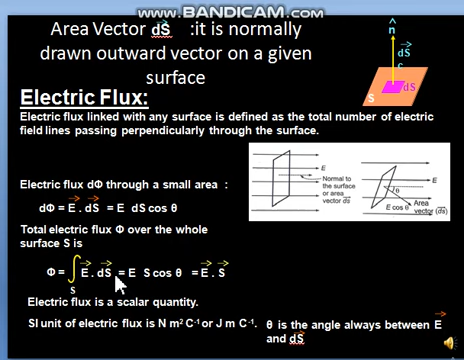 www.BANDICAM.com
Area Vector dS :it is normally
drawn outward vector on a given
surface
n̂
dS
c
dS
S
Electric Flux:
Electric flux linked with any surface is defined as the total number of electric
field lines passing perpendicularly through the surface.
E
Normal to
the surface
or area
vector ds
E
θ
E cos θ
Area
vector (ds)
Electric flux dΦ through a small area :
dΦ = E . dS = E dS cos θ
Total electric flux Φ over the whole
surface S is
Φ = ∫ E . dS = E S cos θ = E . S
S
Electric flux is a scalar quantity.
SI unit of electric flux is N m² C⁻¹ or J m C⁻¹.
θ is the angle always between E
and dS